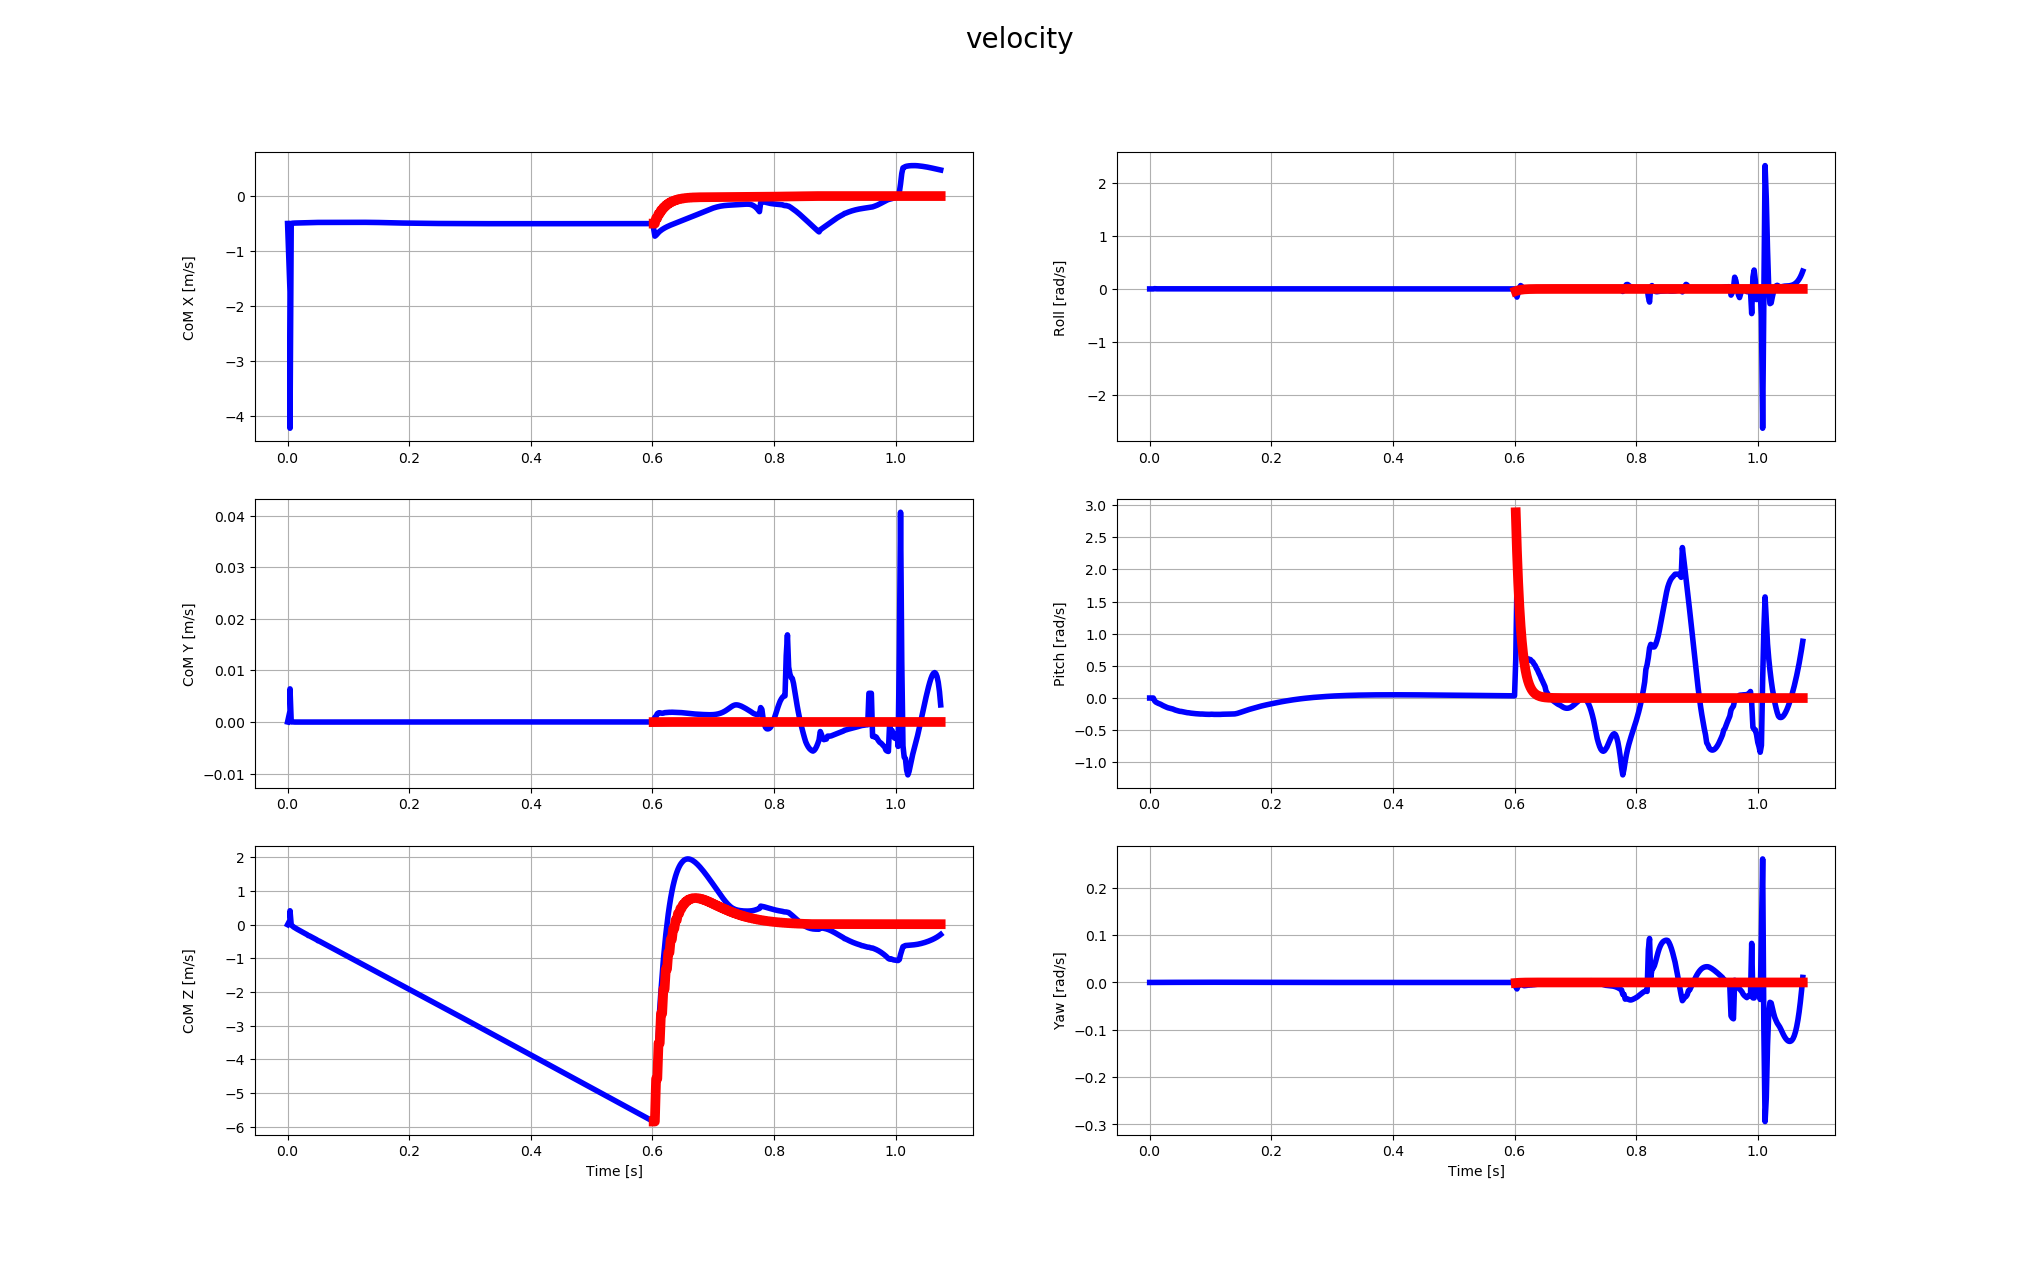 velocity
CoM X [m/s]
0
−1
−2
−3
−4
0.0 0.2 0.4 0.6 0.8 1.0
Roll [rad/s]
2
1
0
−1
−2
0.0 0.2 0.4 0.6 0.8 1.0
CoM Y [m/s]
0.04
0.03
0.02
0.01
0.00
−0.01
0.0 0.2 0.4 0.6 0.8 1.0
Pitch [rad/s]
3.0
2.5
2.0
1.5
1.0
0.5
0.0
−0.5
−1.0
0.0 0.2 0.4 0.6 0.8 1.0
CoM Z [m/s]
2
1
0
−1
−2
−3
−4
−5
−6
0.0 0.2 0.4 0.6 0.8 1.0
Time [s]
Yaw [rad/s]
0.2
0.1
0.0
−0.1
−0.2
−0.3
0.0 0.2 0.4 0.6 0.8 1.0
Time [s]